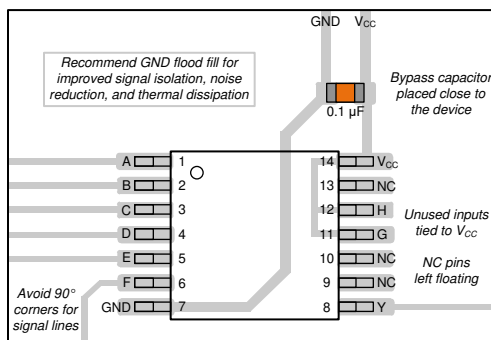 GND VCC
Recommend GND flood fill for
improved signal isolation, noise
reduction, and thermal dissipation
Bypass capacitor
placed close to
the device
0.1 µF
A 1 14 VCC
B 2 13 NC
C 3 12 H
D 4 11 G
E 5 10 NC
F 6 9 NC
GND 7 8 Y
Unused inputs
tied to VCC
NC pins
left floating
Avoid 90°
corners for
signal lines